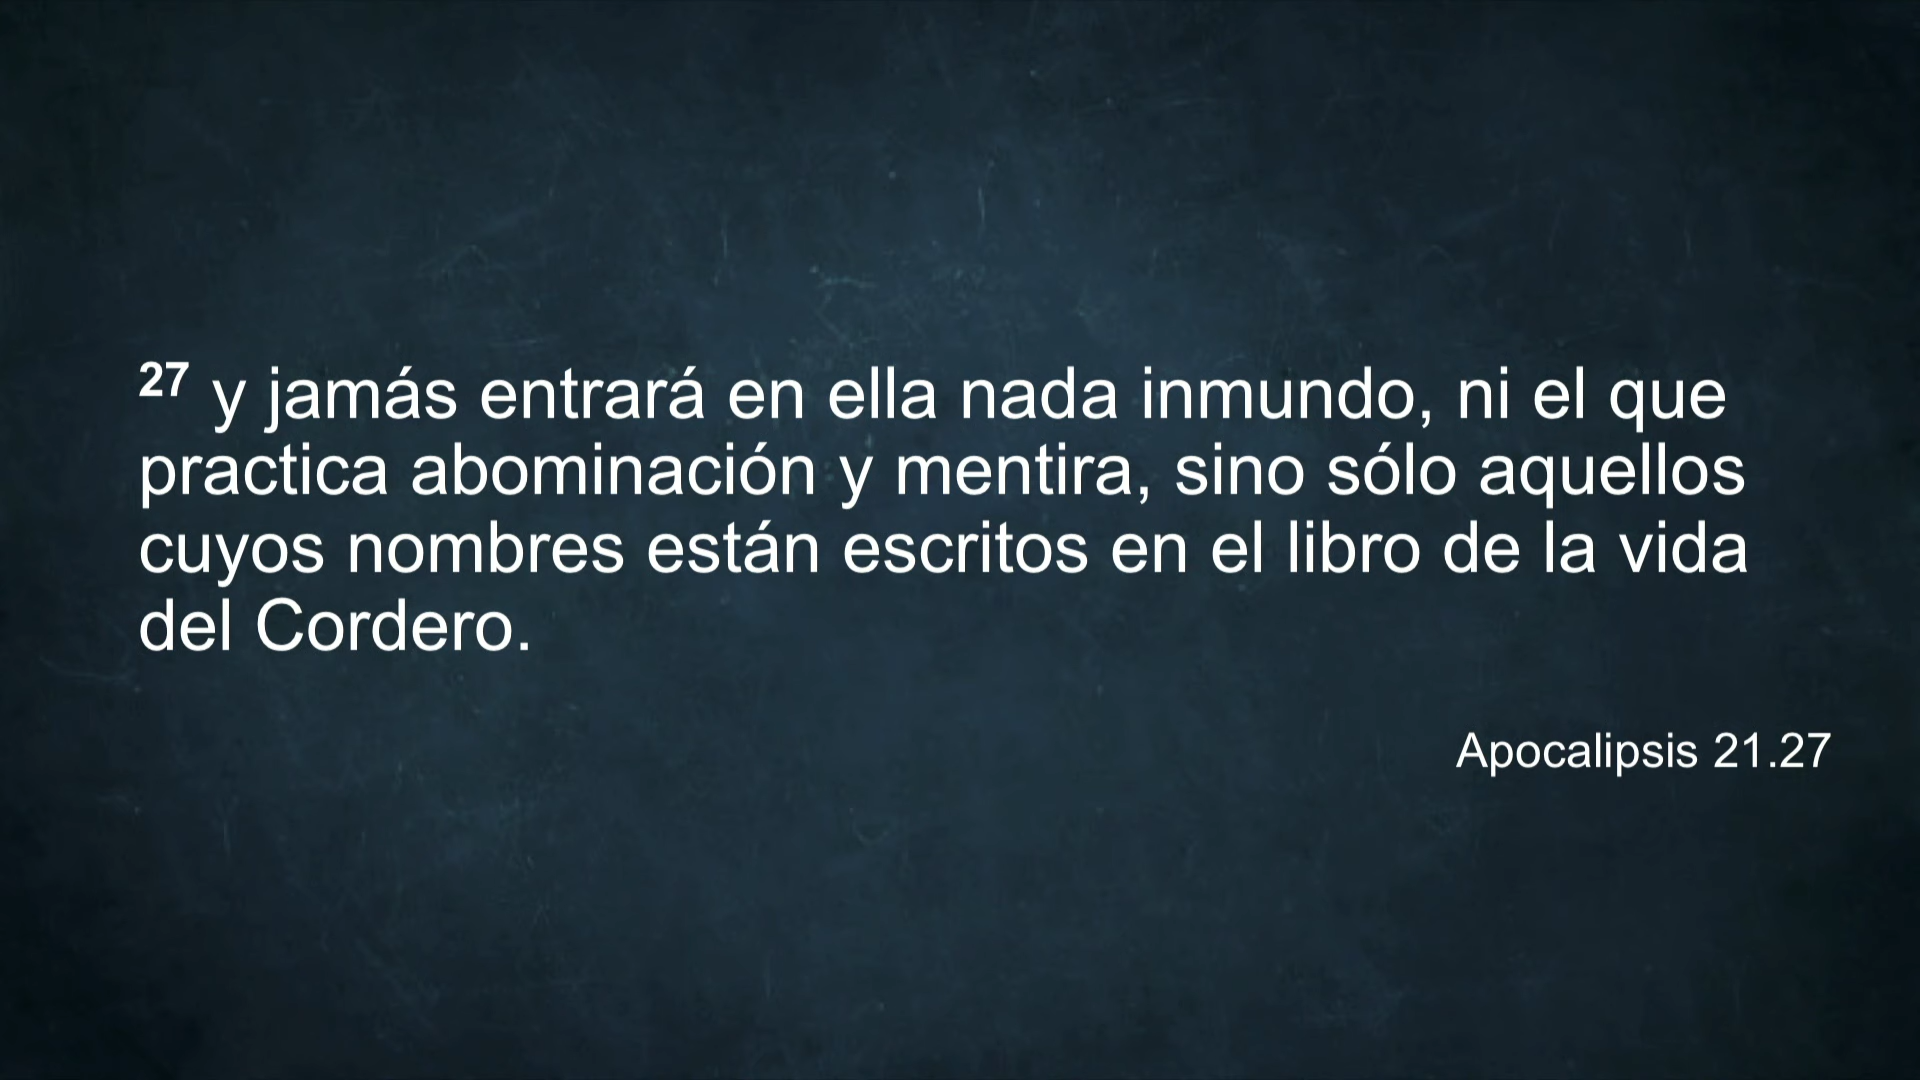 27 y jamás entrará en ella nada inmundo, ni el que
practica abominación y mentira, sino sólo aquellos
cuyos nombres están escritos en el libro de la vida
del Cordero.
Apocalipsis 21.27